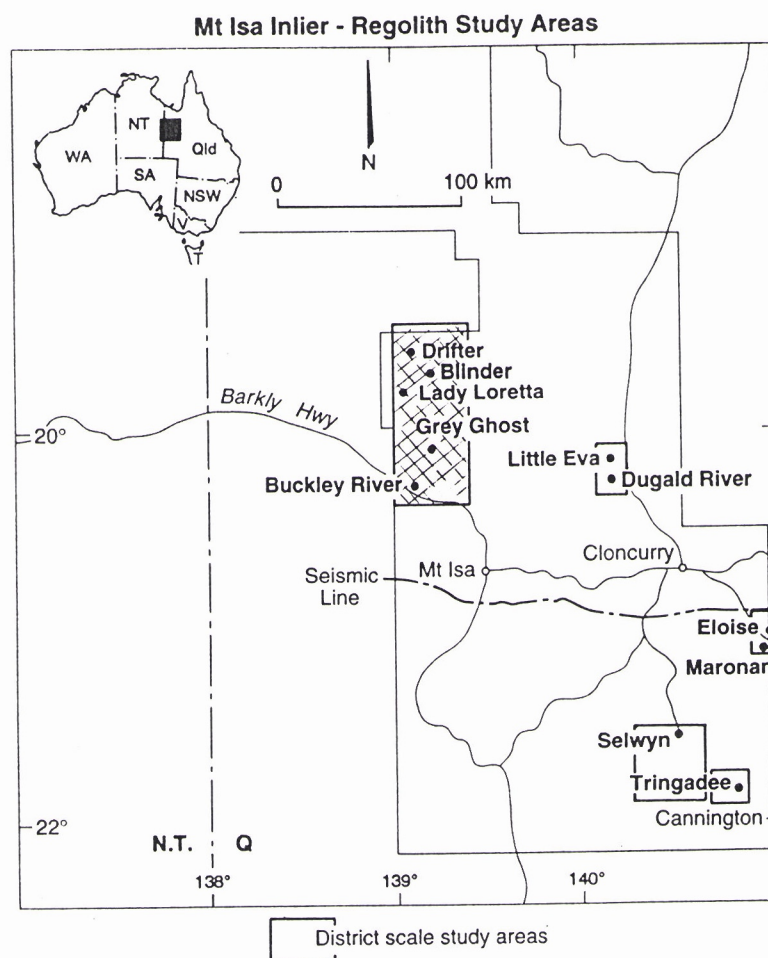 Mt Isa Inlier - Regolith Study Areas
NT
WA
Qld
SA
NSW
V
T
N
0 100 km
Drifter
Blinder
Lady Loretta
Barkly Hwy
Grey Ghost
20°
Little Eva
Buckley River
Dugald River
Cloncurry
Seismic
Line
Mt Isa
Eloise
Maronar
Selwyn
Tringadee
Cannington
22°
N.T. Q
138° 139° 140°
District scale study areas